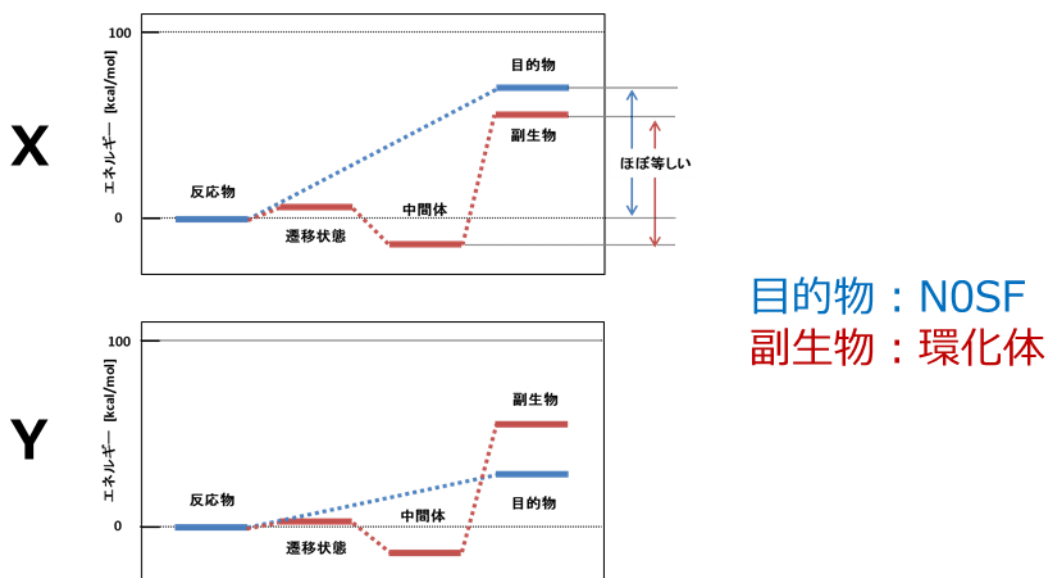 X
エネルギー [kcal/mol]
100
0
反応物
遷移状態
中間体
目的物
副生物
ほぼ等しい
Y
エネルギー [kcal/mol]
100
0
反応物
遷移状態
中間体
副生物
目的物
目的物：N0SF
副生物：環化体